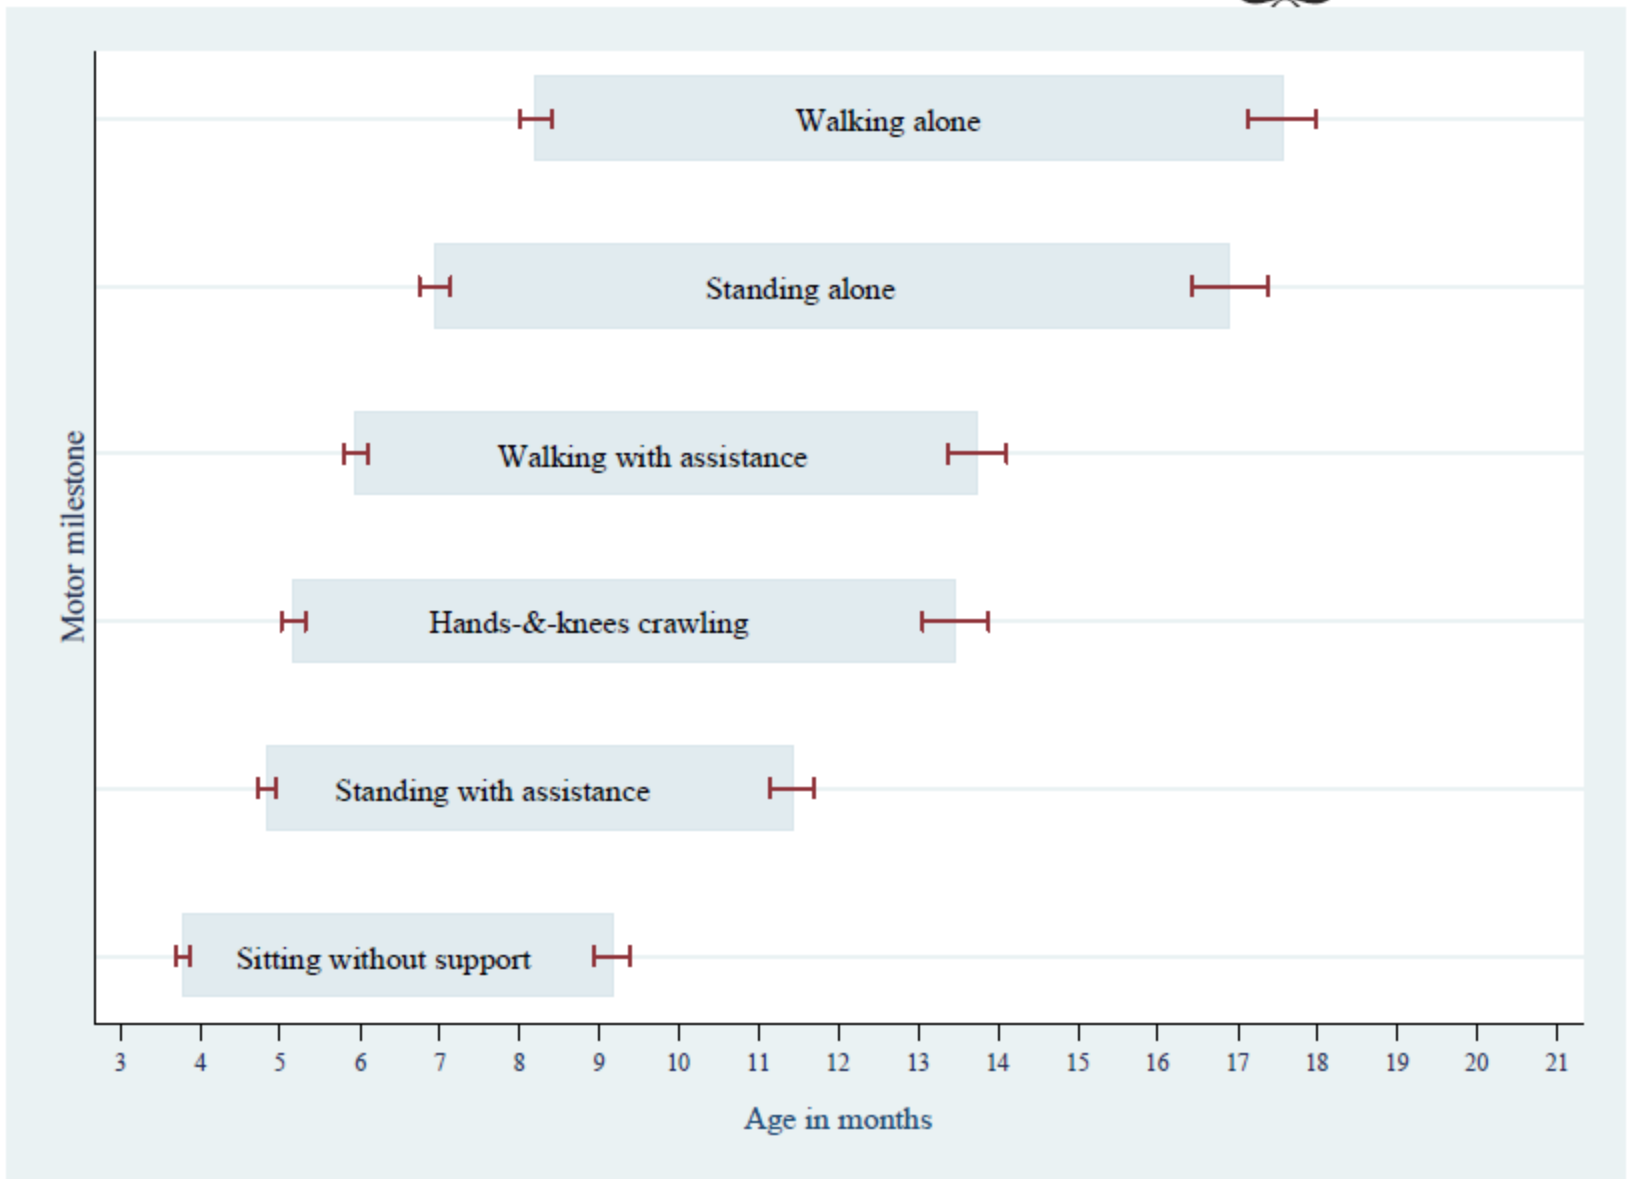 Walking alone
Standing alone
Walking with assistance
Hands-&-knees crawling
Standing with assistance
Sitting without support
Motor milestone
3 4 5 6 7 8 9 10 11 12 13 14 15 16 17 18 19 20 21
Age in months